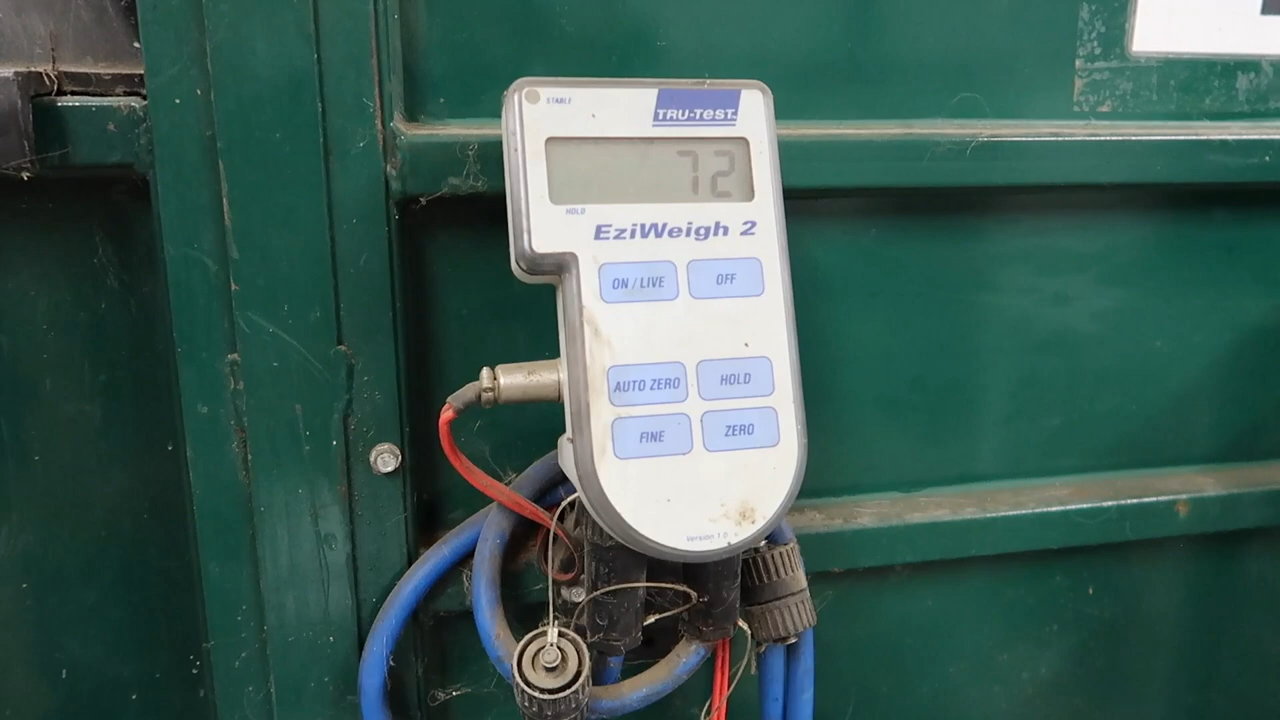 STABLE
TRU-TEST
72
HOLD
EziWeigh 2
ON / LIVE
OFF
AUTO ZERO
HOLD
FINE
ZERO
Version 1.0